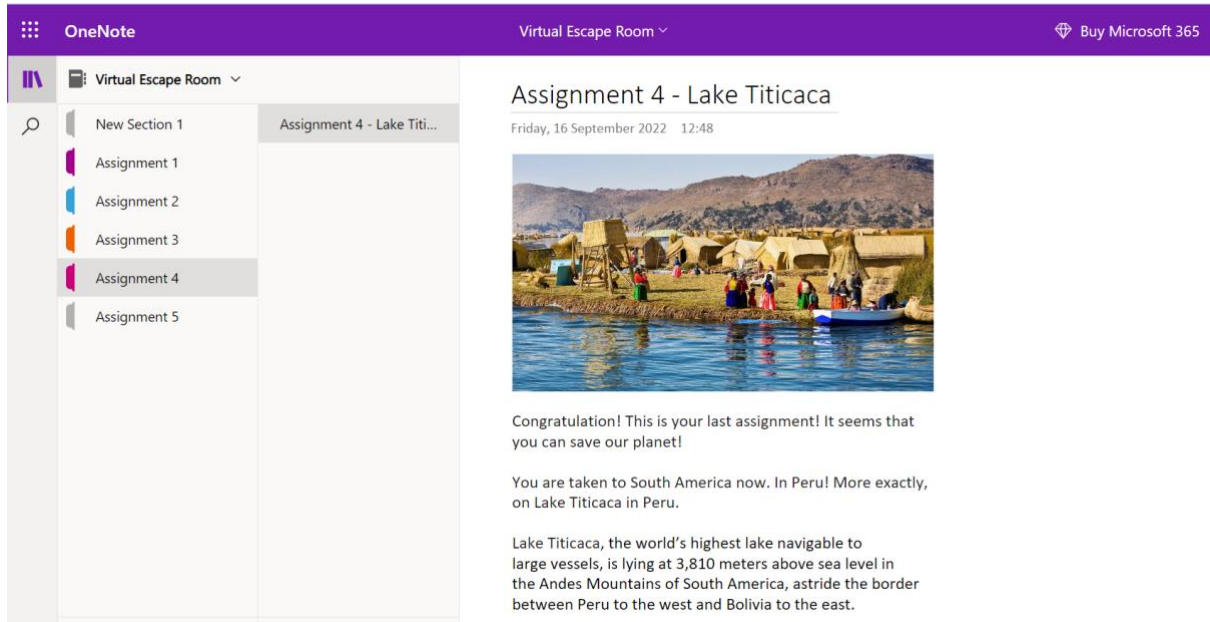 OneNote
Virtual Escape Room
Buy Microsoft 365
Virtual Escape Room
New Section 1
Assignment 1
Assignment 2
Assignment 3
Assignment 4
Assignment 5
Assignment 4 - Lake Titi...
Assignment 4 - Lake Titicaca
Friday, 16 September 2022 12:48
Congratulation! This is your last assignment! It seems that
you can save our planet!
You are taken to South America now. In Peru! More exactly,
on Lake Titicaca in Peru.
Lake Titicaca, the world's highest lake navigable to
large vessels, is lying at 3,810 meters above sea level in
the Andes Mountains of South America, astride the border
between Peru to the west and Bolivia to the east.